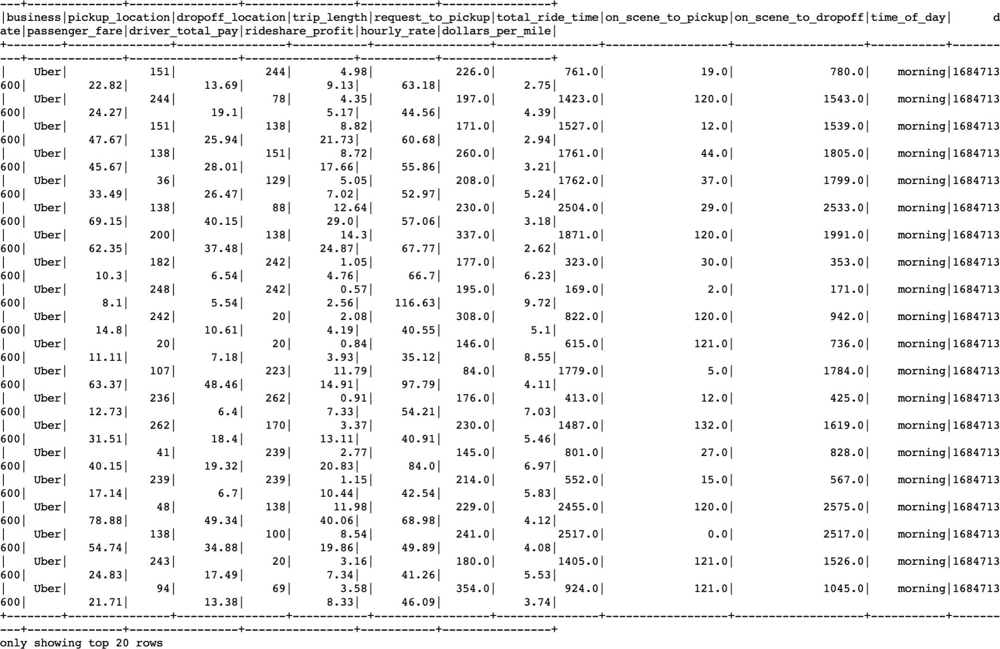 ---+--------------+----------------+----------------+-----------+----------------+
|business|pickup_location|dropoff_location|trip_length|request_to_pickup|total_ride_time|on_scene_to_pickup|on_scene_to_dropoff|time_of_day|      d
ate|passenger_fare|driver_total_pay|rideshare_profit|hourly_rate|dollars_per_mile|
+--------+---------------+----------------+-----------+-----------------+---------------+------------------+-------------------+-----------+-------
---+--------------+----------------+----------------+-----------+----------------+
|    Uber|            151|             244|       4.98|            226.0|          761.0|              19.0|              780.0|    morning|1684713
600|         22.82|           13.69|            9.13|      63.18|            2.75|
|    Uber|            244|              78|       4.35|            197.0|         1423.0|             120.0|             1543.0|    morning|1684713
600|         24.27|            19.1|            5.17|      44.56|            4.39|
|    Uber|            151|             138|       8.82|            171.0|         1527.0|              12.0|             1539.0|    morning|1684713
600|         47.67|           25.94|           21.73|      60.68|            2.94|
|    Uber|            138|             151|       8.72|            260.0|         1761.0|              44.0|             1805.0|    morning|1684713
600|         45.67|           28.01|           17.66|      55.86|            3.21|
|    Uber|             36|             129|       5.05|            208.0|         1762.0|              37.0|             1799.0|    morning|1684713
600|         33.49|           26.47|            7.02|      52.97|            5.24|
|    Uber|            138|              88|      12.64|            230.0|         2504.0|              29.0|             2533.0|    morning|1684713
600|         69.15|           40.15|            29.0|      57.06|            3.18|
|    Uber|            200|             138|       14.3|            337.0|         1871.0|             120.0|             1991.0|    morning|1684713
600|         62.35|           37.48|           24.87|      67.77|            2.62|
|    Uber|            182|             242|       1.05|            177.0|          323.0|              30.0|              353.0|    morning|1684713
600|          10.3|            6.54|            4.76|       66.7|            6.23|
|    Uber|            248|             242|       0.57|            195.0|          169.0|               2.0|              171.0|    morning|1684713
600|           8.1|            5.54|            2.56|     116.63|            9.72|
|    Uber|            242|              20|       2.08|            308.0|          822.0|             120.0|              942.0|    morning|1684713
600|          14.8|           10.61|            4.19|      40.55|             5.1|
|    Uber|             20|              20|       0.84|            146.0|          615.0|             121.0|              736.0|    morning|1684713
600|         11.11|            7.18|            3.93|      35.12|            8.55|
|    Uber|            107|             223|      11.79|             84.0|         1779.0|               5.0|             1784.0|    morning|1684713
600|         63.37|           48.46|           14.91|      97.79|            4.11|
|    Uber|            236|             262|       0.91|            176.0|          413.0|              12.0|              425.0|    morning|1684713
600|         12.73|             6.4|            7.33|      54.21|            7.03|
|    Uber|            262|             170|       3.37|            230.0|         1487.0|             132.0|             1619.0|    morning|1684713
600|         31.51|            18.4|           13.11|      40.91|            5.46|
|    Uber|             41|             239|       2.77|            145.0|          801.0|              27.0|              828.0|    morning|1684713
600|         40.15|           19.32|           20.83|       84.0|            6.97|
|    Uber|            239|             239|       1.15|            214.0|          552.0|              15.0|              567.0|    morning|1684713
600|         17.14|             6.7|           10.44|      42.54|            5.83|
|    Uber|             48|             138|      11.98|            229.0|         2455.0|             120.0|             2575.0|    morning|1684713
600|         78.88|           49.34|           40.06|      68.98|            4.12|
|    Uber|            138|             100|       8.54|            241.0|         2517.0|               0.0|             2517.0|    morning|1684713
600|         54.74|           34.88|           19.86|      49.89|            4.08|
|    Uber|            243|              20|       3.16|            180.0|         1405.0|             121.0|             1526.0|    morning|1684713
600|         24.83|           17.49|            7.34|      41.26|            5.53|
|    Uber|             94|              69|       3.58|            354.0|          924.0|             121.0|             1045.0|    morning|1684713
600|         21.71|           13.38|            8.33|      46.09|            3.74|
+--------+---------------+----------------+-----------+-----------------+---------------+------------------+-------------------+-----------+-------
---+--------------+----------------+----------------+-----------+----------------+
only showing top 20 rows